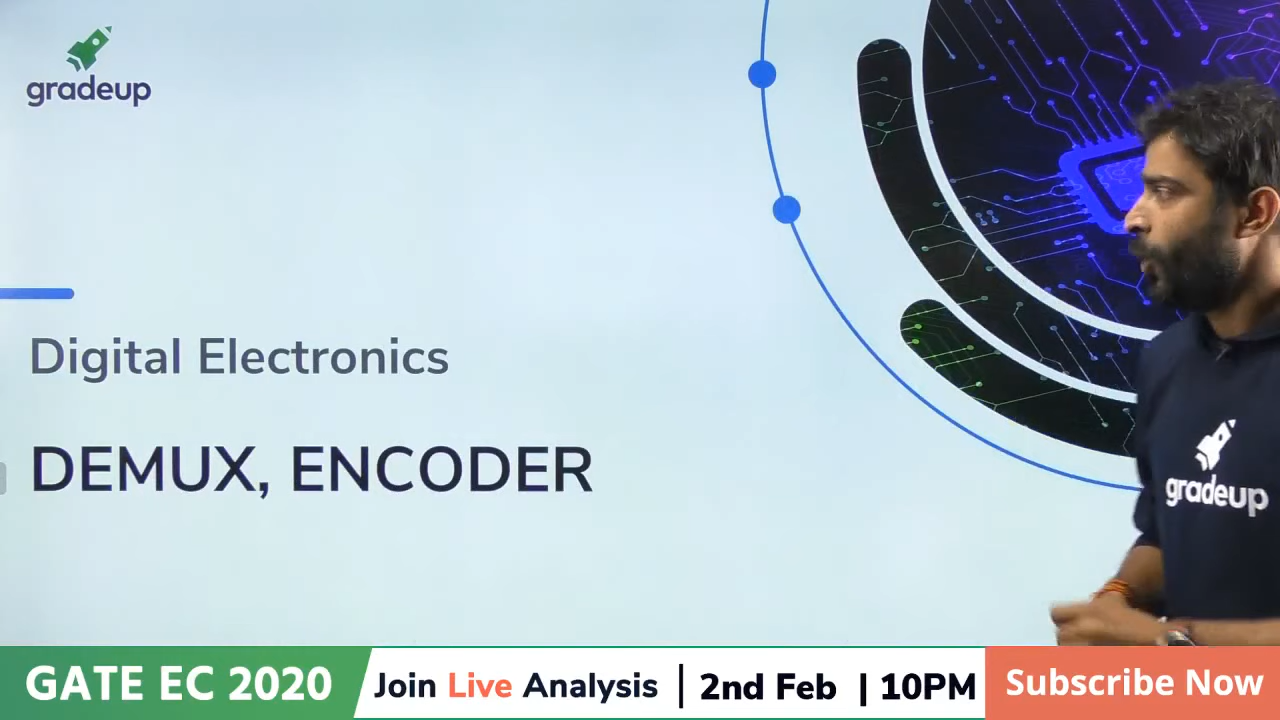 gradeup
Digital Electronics
DEMUX, ENCODER
gradeup
GATE EC 2020
Join Live Analysis | 2nd Feb | 10PM
Subscribe Now